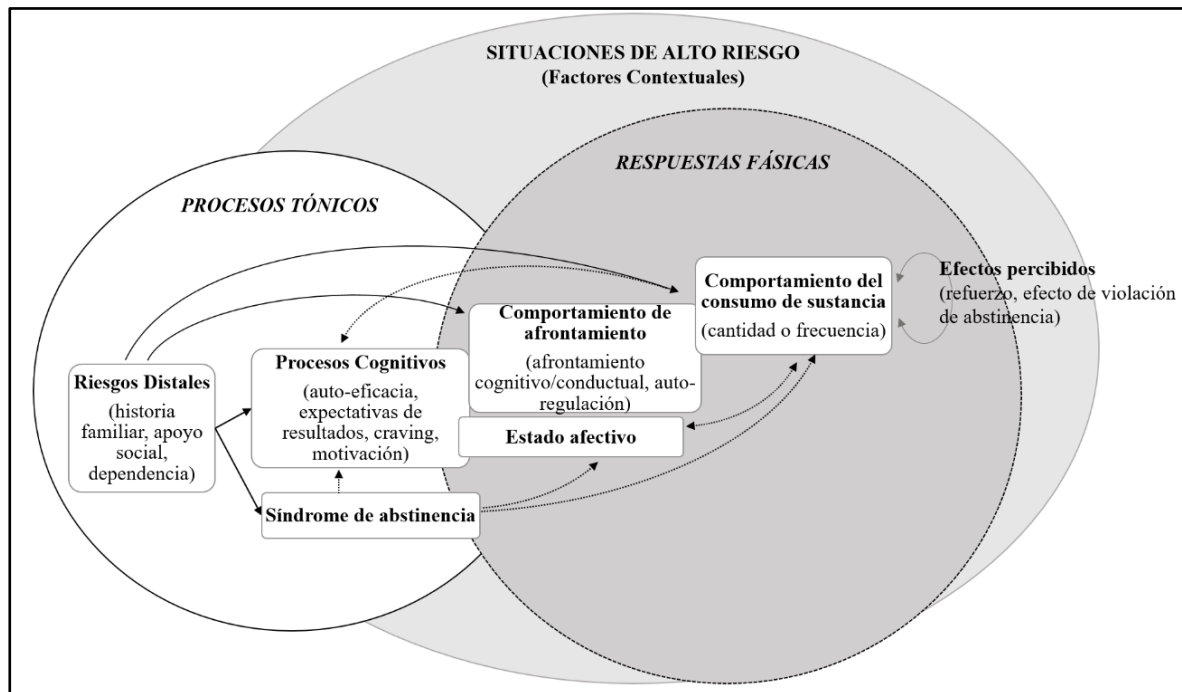 SITUACIONES DE ALTO RIESGO
(Factores Contextuales)
RESPUESTAS FÁSICAS
PROCESOS TÓNICOS
Comportamiento del
consumo de sustancia
(cantidad o frecuencia)
Efectos percibidos
(refuerzo, efecto de violación
de abstinencia)
Comportamiento de
afrontamiento
(afrontamiento
cognitivo/conductual, auto-
regulación)
Procesos Cognitivos
(auto-eficacia,
expectativas de
resultados, craving,
motivación)
Riesgos Distales
(historia
familiar, apoyo
social,
dependencia)
Estado afectivo
Síndrome de abstinencia